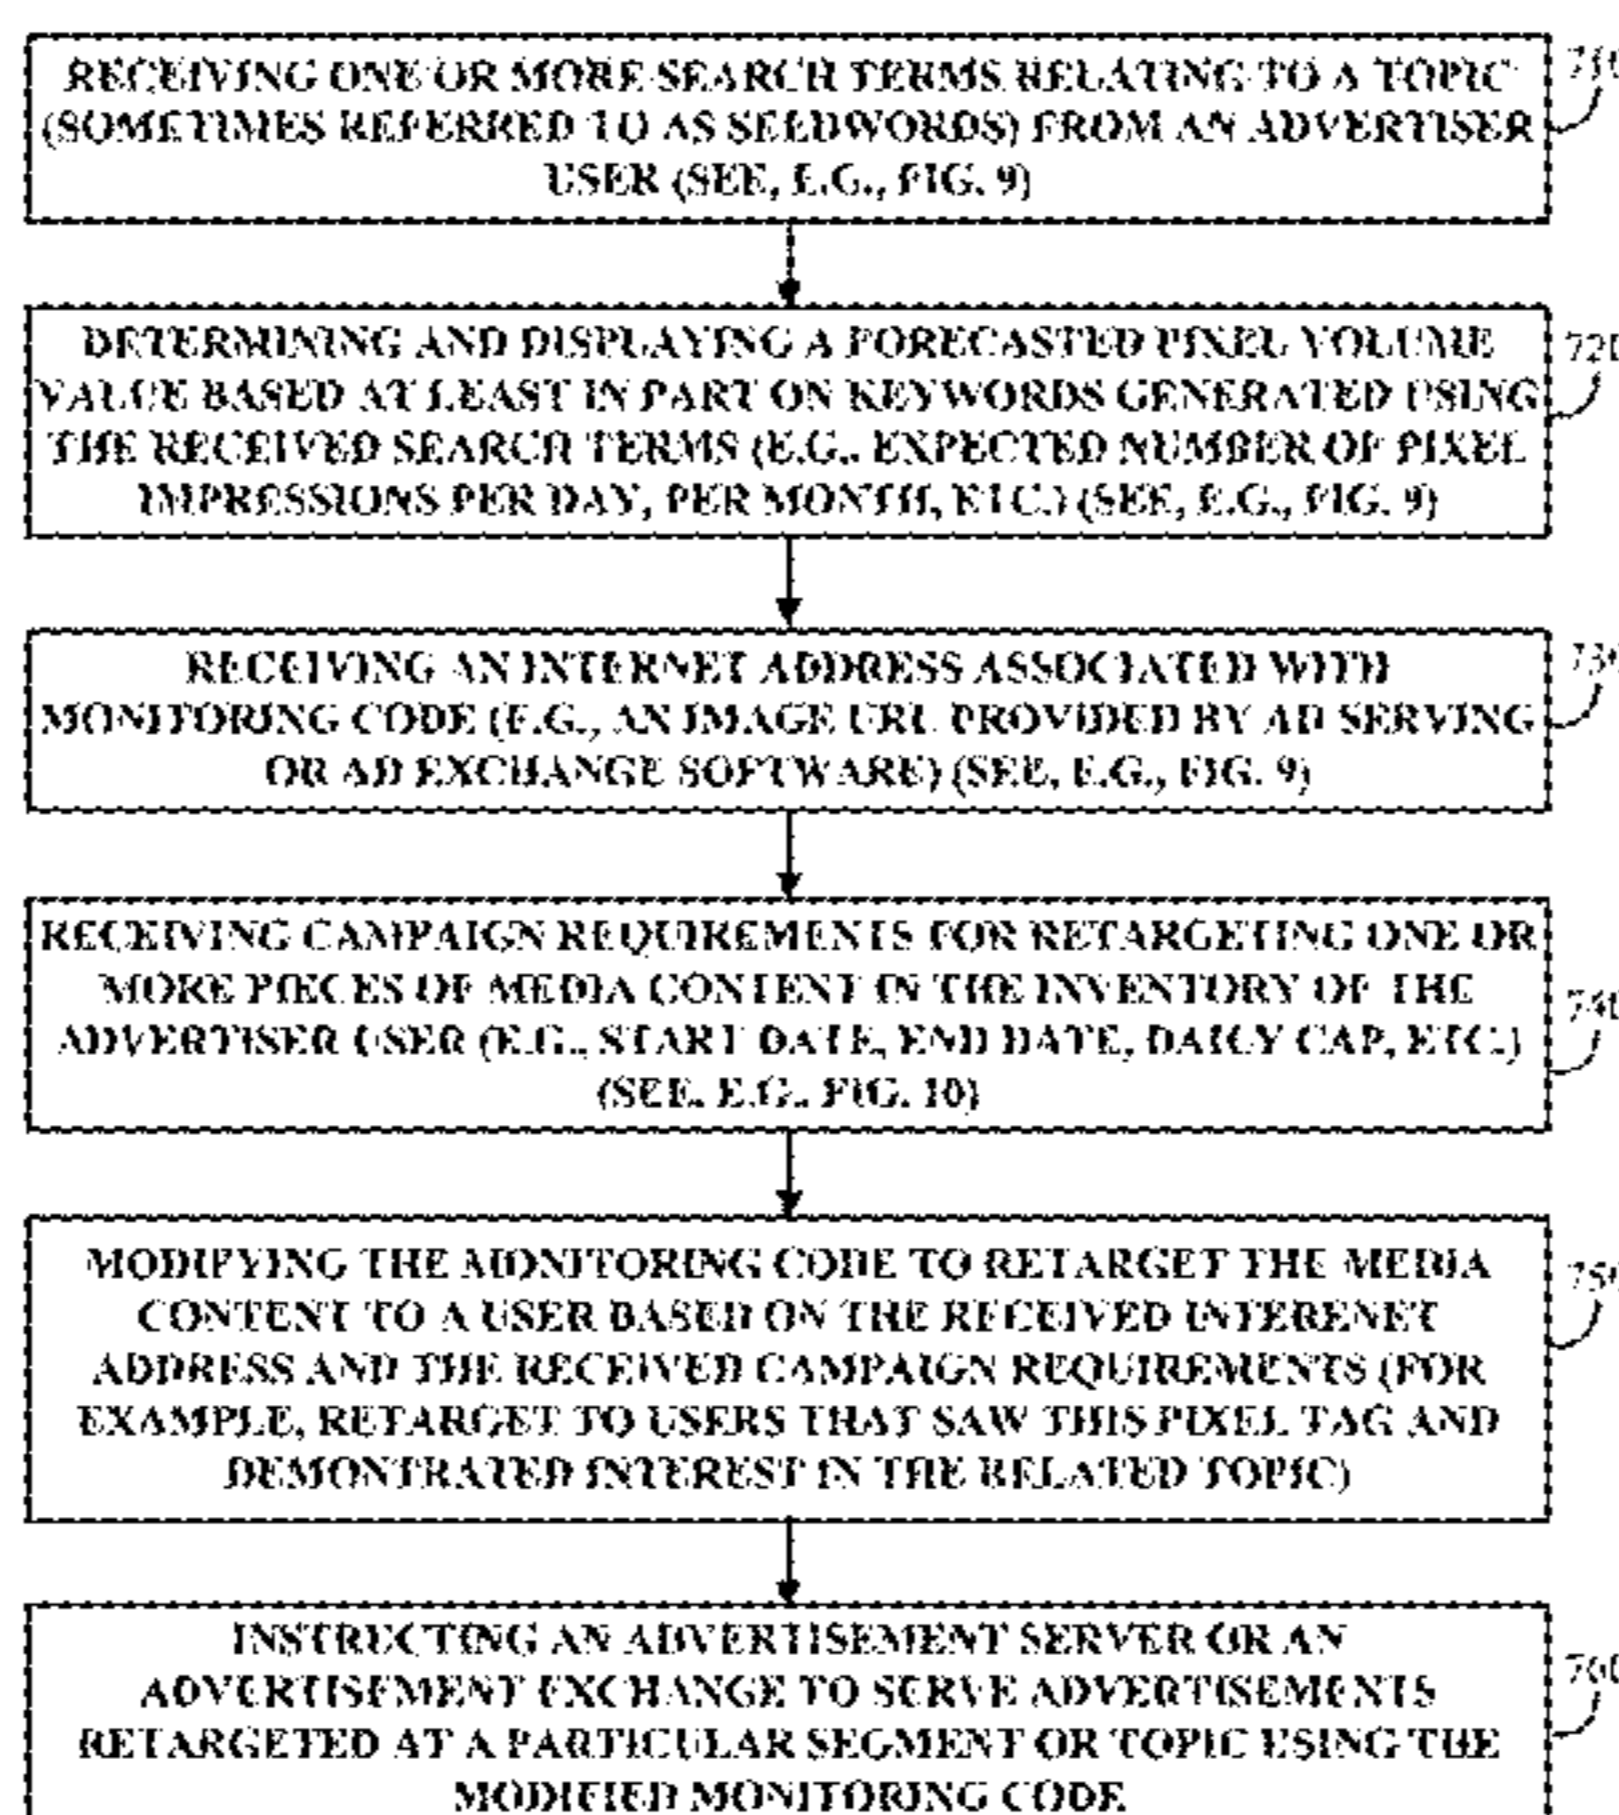 RECEIVING ONE OR MORE SEARCH TERMS RELATING TO A TOPIC
(SOMETIMES REFERRED TO AS SEEDWORDS) FROM AN ADVERTISER
USER (SEE, E.G., FIG. 9)
710
DETERMINING AND DISPLAYING A FORECASTED PIXEL VOLUME
VALUE BASED AT LEAST IN PART ON KEYWORDS GENERATED USING
THE RECEIVED SEARCH TERMS (E.G., EXPECTED NUMBER OF PIXEL
IMPRESSIONS PER DAY, PER MONTH, ETC.) (SEE, E.G., FIG. 9)
720
RECEIVING AN INTERNET ADDRESS ASSOCIATED WITH
MONITORING CODE (E.G., AN IMAGE URL PROVIDED BY AD SERVING
OR AD EXCHANGE SOFTWARE) (SEE, E.G., FIG. 9)
730
RECEIVING CAMPAIGN REQUIREMENTS FOR RETARGETING ONE OR
MORE PIECES OF MEDIA CONTENT IN THE INVENTORY OF THE
ADVERTISER USER (E.G., START DATE, END DATE, DAILY CAP, ETC.)
(SEE, E.G., FIG. 10)
740
MODIFYING THE MONITORING CODE TO RETARGET THE MEDIA
CONTENT TO A USER BASED ON THE RECEIVED INTERENET
ADDRESS AND THE RECEIVED CAMPAIGN REQUIREMENTS (FOR
EXAMPLE, RETARGET TO USERS THAT SAW THIS PIXEL TAG AND
DEMONTRATED INTEREST IN THE RELATED TOPIC)
750
INSTRUCTING AN ADVERTISEMENT SERVER OR AN
ADVERTISEMENT EXCHANGE TO SERVE ADVERTISEMENTS
RETARGETED AT A PARTICULAR SEGMENT OR TOPIC USING THE
MODIFIED MONITORING CODE
760